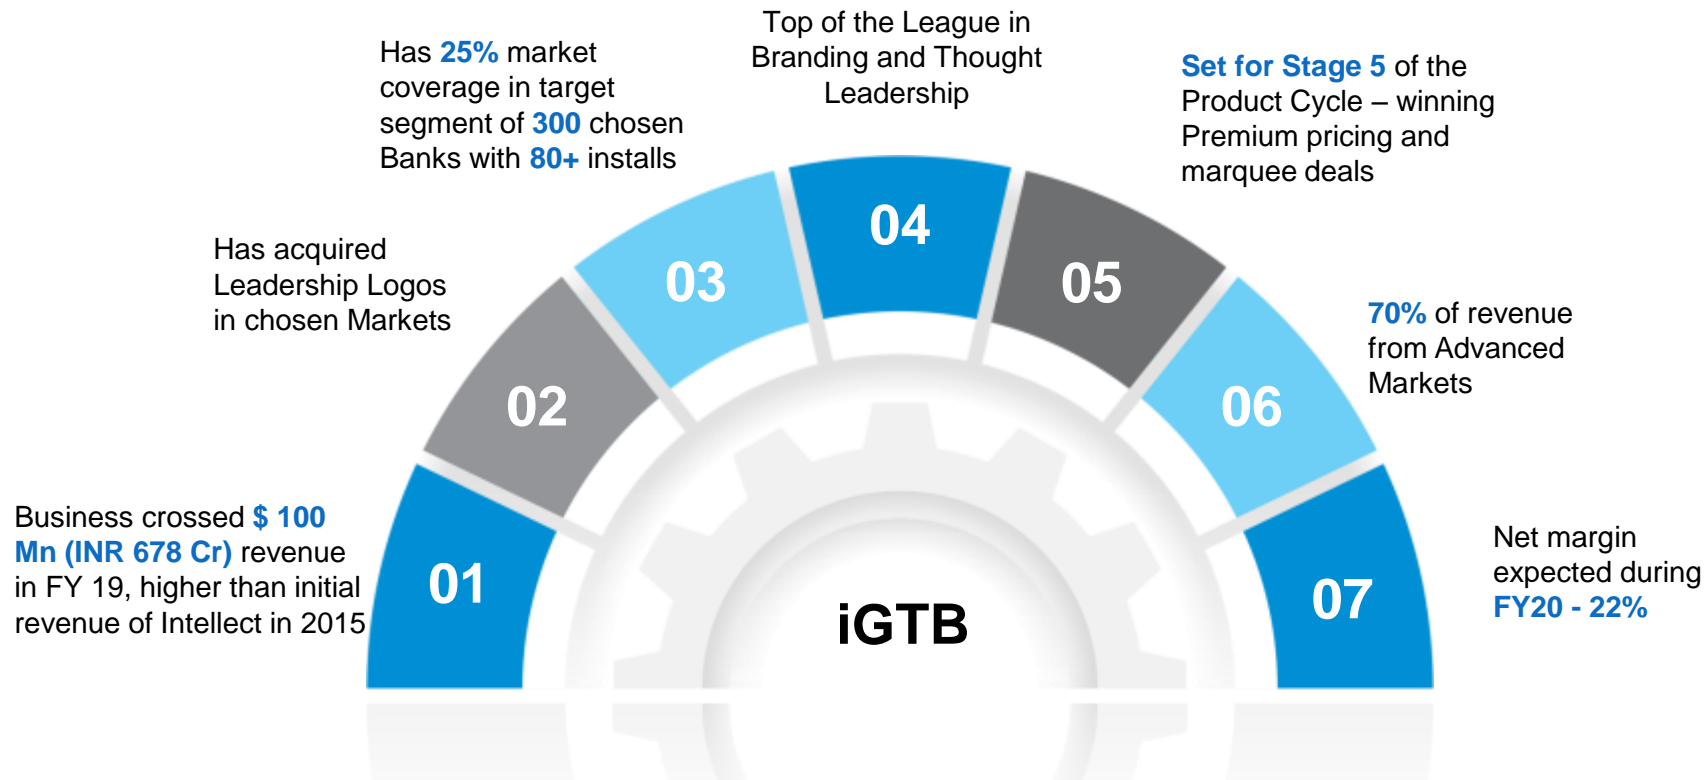 Business crossed $ 100
Mn (INR 678 Cr) revenue
in FY 19, higher than initial
revenue of Intellect in 2015
01
Has acquired
Leadership Logos
in chosen Markets
02
Has 25% market
coverage in target
segment of 300 chosen
Banks with 80+ installs
03
Top of the League in
Branding and Thought
Leadership
04
Set for Stage 5 of the
Product Cycle – winning
Premium pricing and
marquee deals
05
70% of revenue
from Advanced
Markets
06
Net margin
expected during
FY20 - 22%
07
iGTB